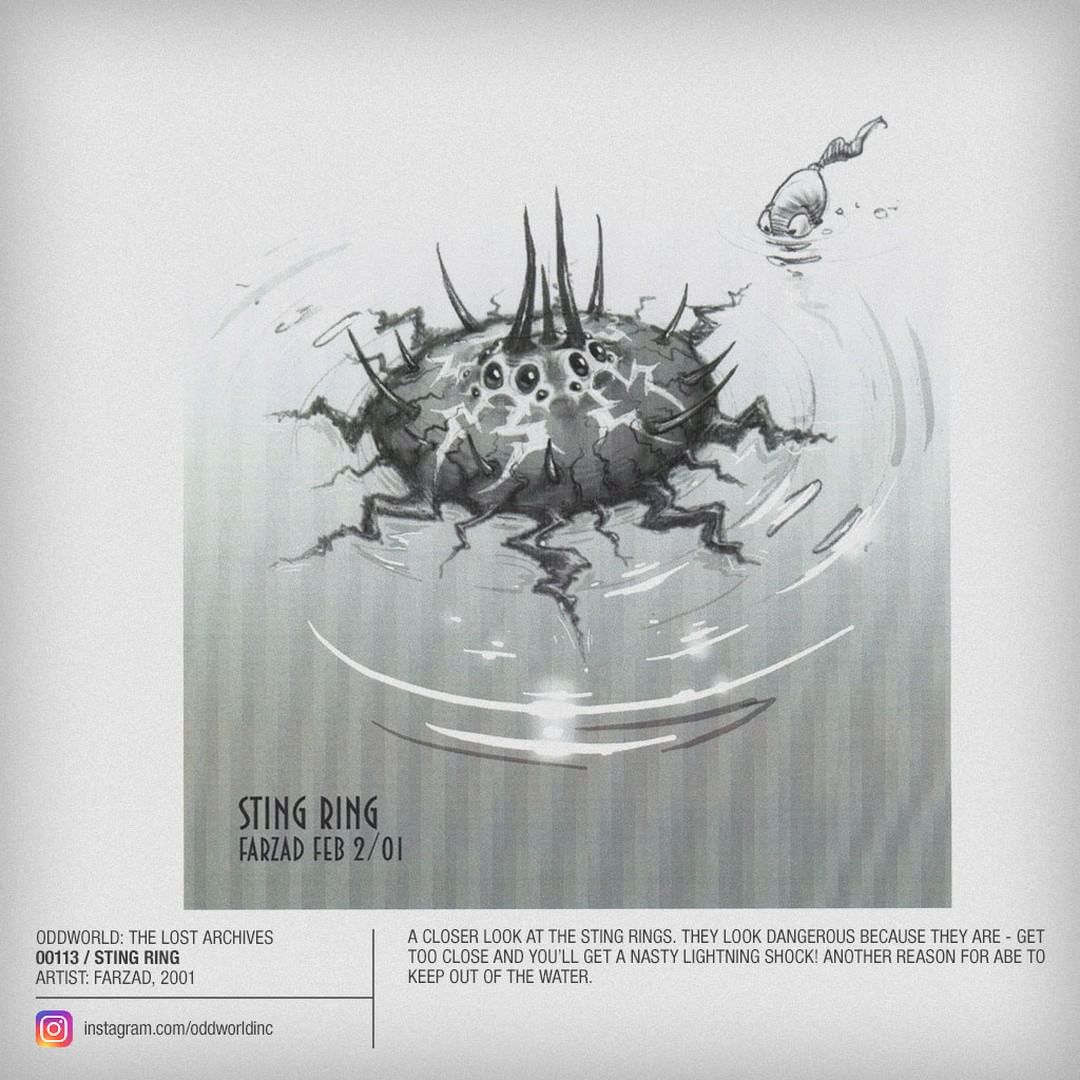 STING RING
FARZAD FEB 2/01
ODDWORLD: THE LOST ARCHIVES
00113 / STING RING
ARTIST: FARZAD, 2001
instagram.com/oddworldinc
A CLOSER LOOK AT THE STING RINGS. THEY LOOK DANGEROUS BECAUSE THEY ARE - GET
TOO CLOSE AND YOU'LL GET A NASTY LIGHTNING SHOCK! ANOTHER REASON FOR ABE TO
KEEP OUT OF THE WATER.